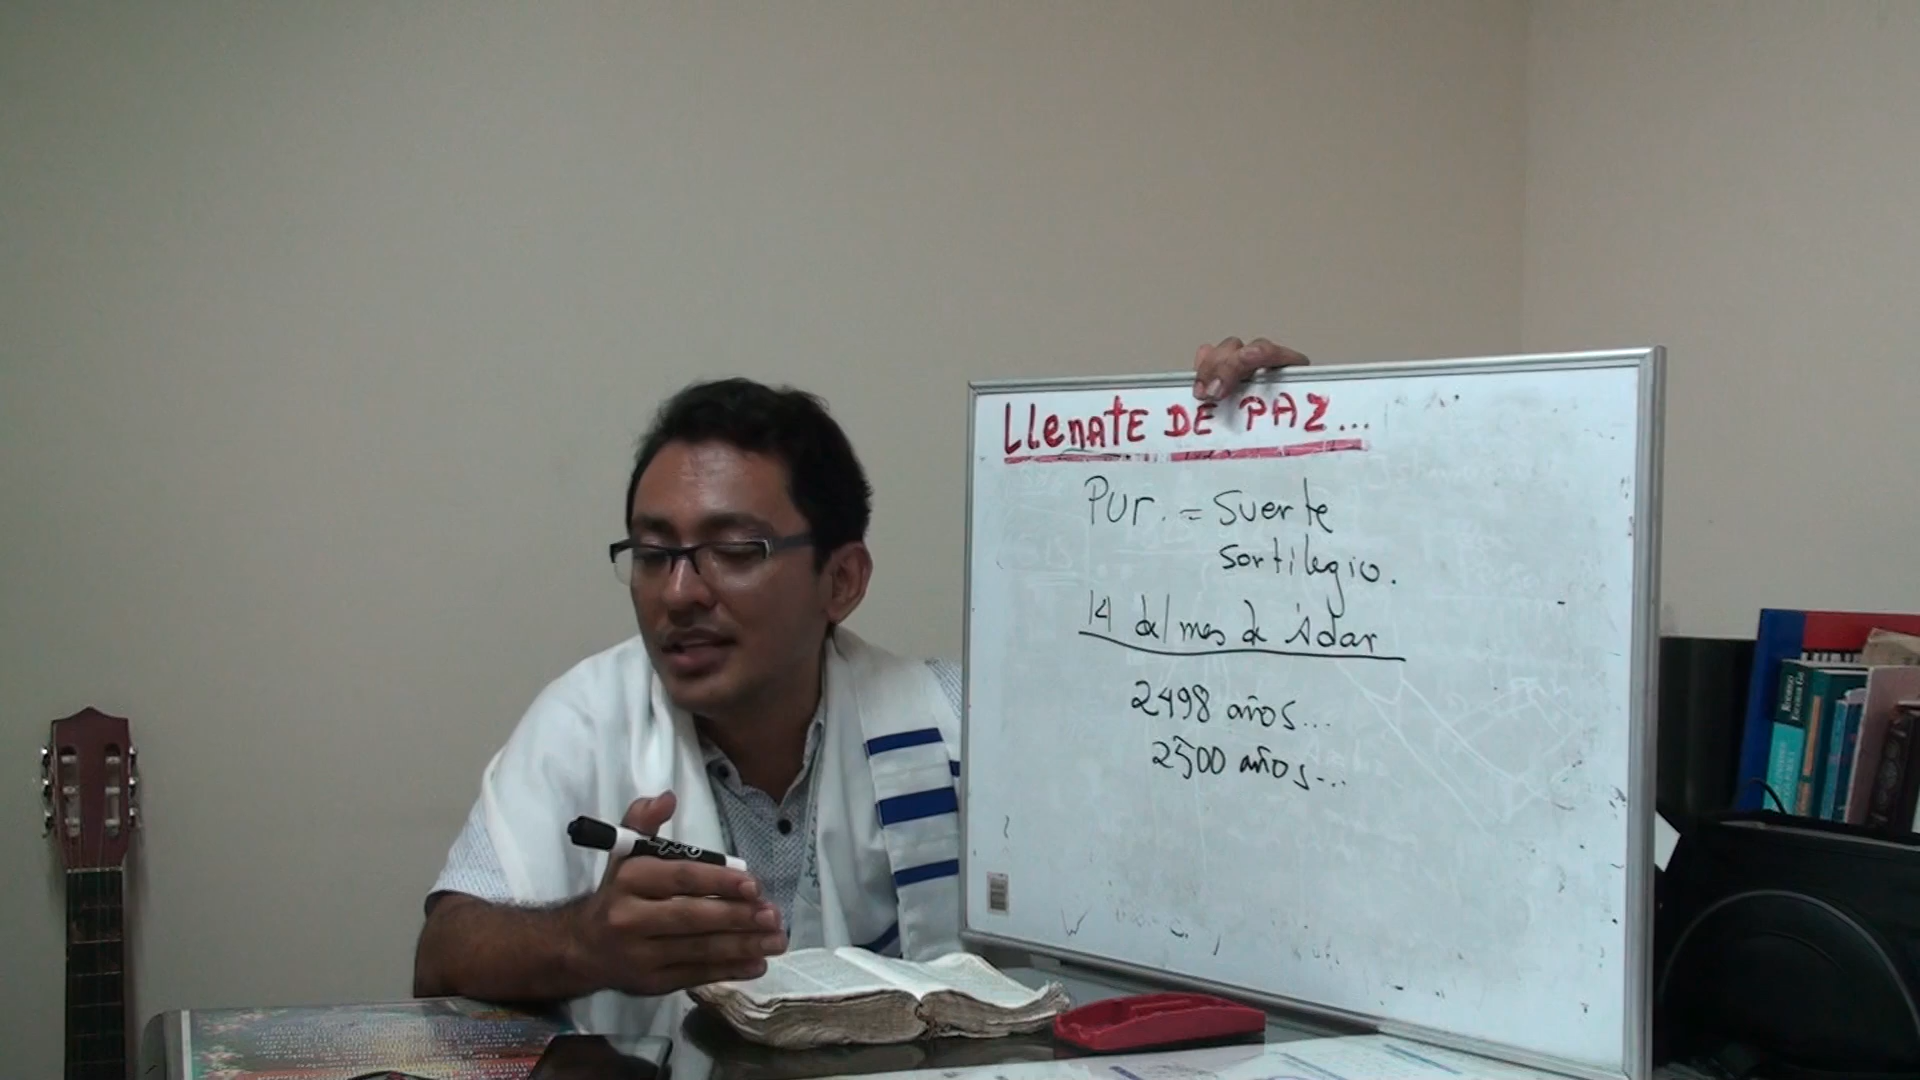 LLenATE DE PAZ...
Pur. = suerte
sortilegio.
14 del mes de Adar
2498 años...
2500 años...